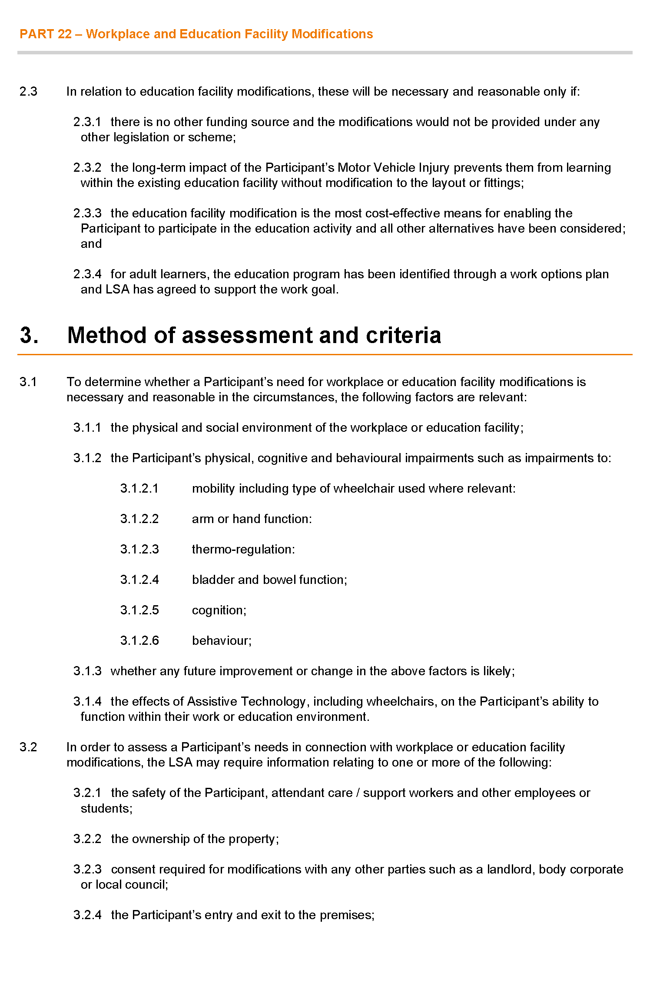 PART 22 – Workplace and Education Facility Modifications
2.3 In relation to education facility modifications, these will be necessary and reasonable only if:
2.3.1 there is no other funding source and the modifications would not be provided under any
other legislation or scheme;
2.3.2 the long-term impact of the Participant’s Motor Vehicle Injury prevents them from learning
within the existing education facility without modification to the layout or fittings;
2.3.3 the education facility modification is the most cost-effective means for enabling the
Participant to participate in the education activity and all other alternatives have been considered;
and
2.3.4 for adult learners, the education program has been identified through a work options plan
and LSA has agreed to support the work goal.
3. Method of assessment and criteria
3.1 To determine whether a Participant’s need for workplace or education facility modifications is
necessary and reasonable in the circumstances, the following factors are relevant:
3.1.1 the physical and social environment of the workplace or education facility;
3.1.2 the Participant’s physical, cognitive and behavioural impairments such as impairments to:
3.1.2.1 mobility including type of wheelchair used where relevant:
3.1.2.2 arm or hand function:
3.1.2.3 thermo-regulation:
3.1.2.4 bladder and bowel function;
3.1.2.5 cognition;
3.1.2.6 behaviour;
3.1.3 whether any future improvement or change in the above factors is likely;
3.1.4 the effects of Assistive Technology, including wheelchairs, on the Participant’s ability to
function within their work or education environment.
3.2 In order to assess a Participant’s needs in connection with workplace or education facility
modifications, the LSA may require information relating to one or more of the following:
3.2.1 the safety of the Participant, attendant care / support workers and other employees or
students;
3.2.2 the ownership of the property;
3.2.3 consent required for modifications with any other parties such as a landlord, body corporate
or local council;
3.2.4 the Participant’s entry and exit to the premises;